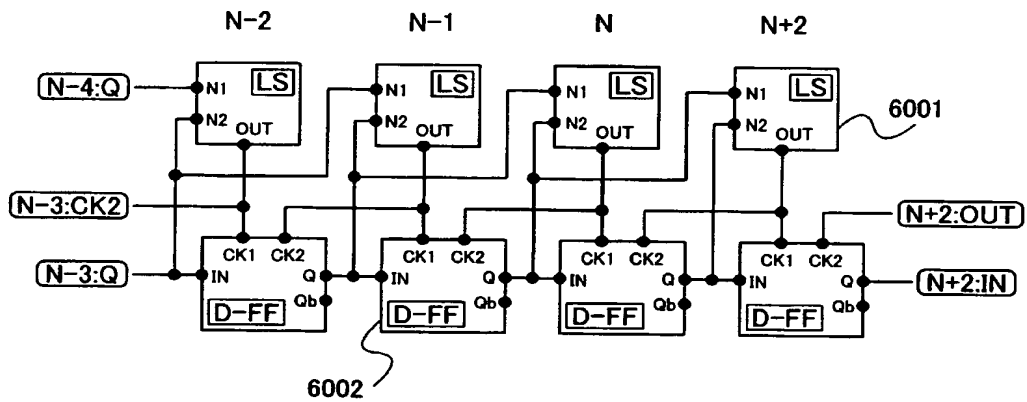 N-2 N-1 N N+2
LS LS LS LS
N-4:Q N1 N1 N1 N1
6001
N2 OUT N2 OUT N2 OUT N2 OUT
N-3:CK2 N+2:OUT
CK1 CK2 CK1 CK2 CK1 CK2 CK1 CK2
N-3:Q IN Q IN Q IN Q IN Q N+2:IN
Qb Qb Qb Qb
D-FF D-FF D-FF D-FF
6002